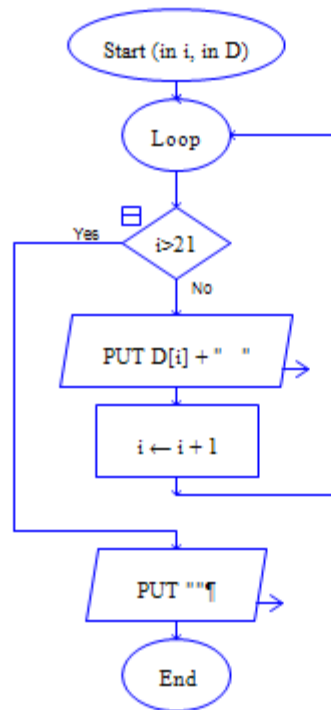 Start (in i, in D)
Loop
Yes
i>21
No
PUT D[i] + "   "
i ← i + 1
PUT ""¶
End